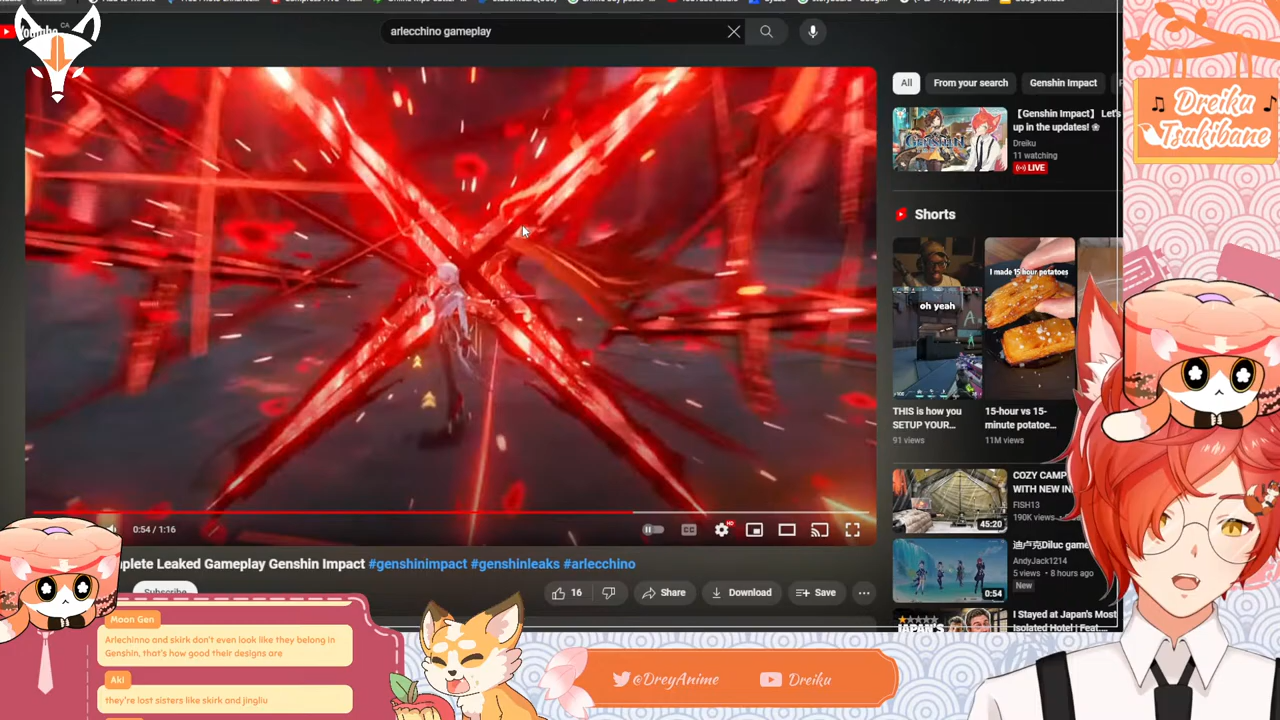 arlecchino gameplay
All
From your search
Genshin Impact
【Genshin Impact】 Let's
up in the updates! ❀
Dreiku
11 watching
LIVE
Shorts
oh yeah
I made 15 hour potatoes
THIS is how you
SETUP YOUR...
91 views
15-hour vs 15-
minute potatoe...
11M views
COZY CAMP
WITH NEW IN
FISH13
190K views
45:20
迪卢克Diluc game
AndyJack1214
5 views • 8 hours ago
New
0:54
I Stayed at Japan's Most
Isolated Hotel | Feat...
JAPAN'S
0:54 / 1:16
CC
HD
Leaked Gameplay Genshin Impact #genshinimpact #genshinleaks #arlecchino
Subscribe
16
Share
Download
Save
Moon Gen
Arlechinno and skirk don't even look like they belong in
Genshin, that's how good their designs are
Aki
they're lost sisters like skirk and jingliu
@DreyAnime
Dreiku
♫ Dreiku ♪
Tsukibane